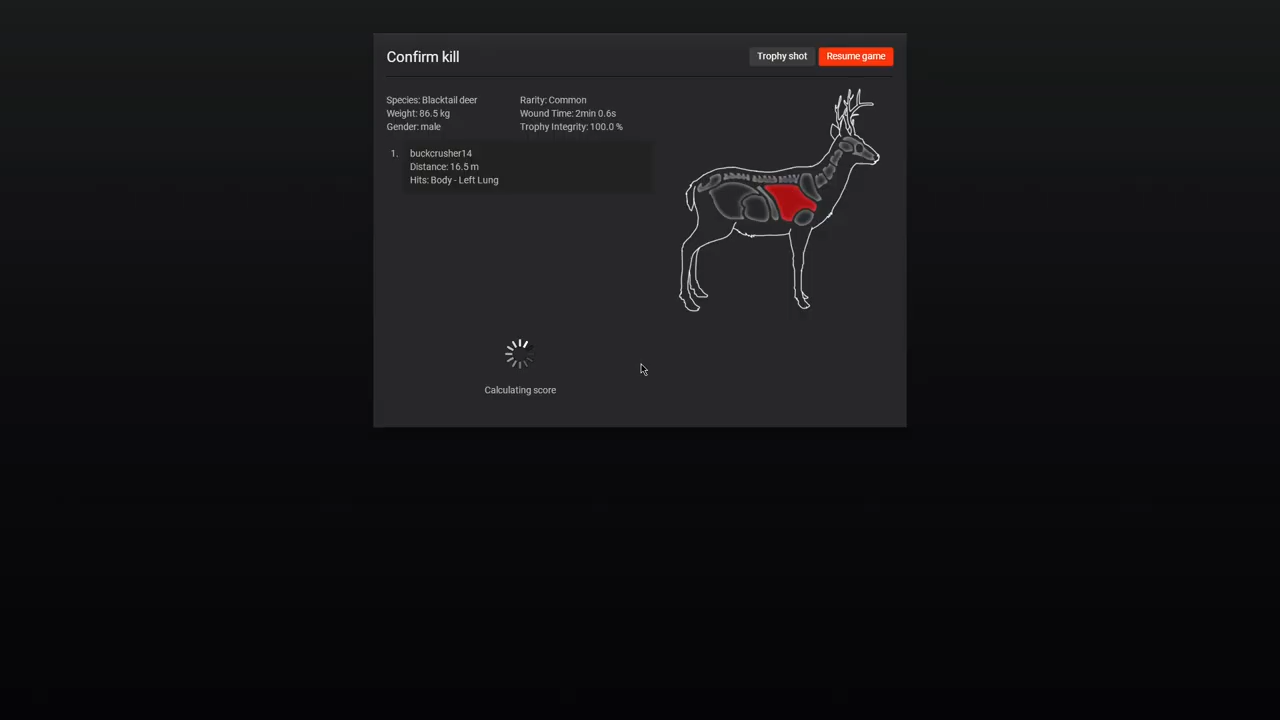 Confirm kill
Trophy shot
Resume game
Species: Blacktail deer
Rarity: Common
Weight: 86.5 kg
Wound Time: 2min 0.6s
Gender: male
Trophy Integrity: 100.0 %
1. buckcrusher14
Distance: 16.5 m
Hits: Body - Left Lung
Calculating score